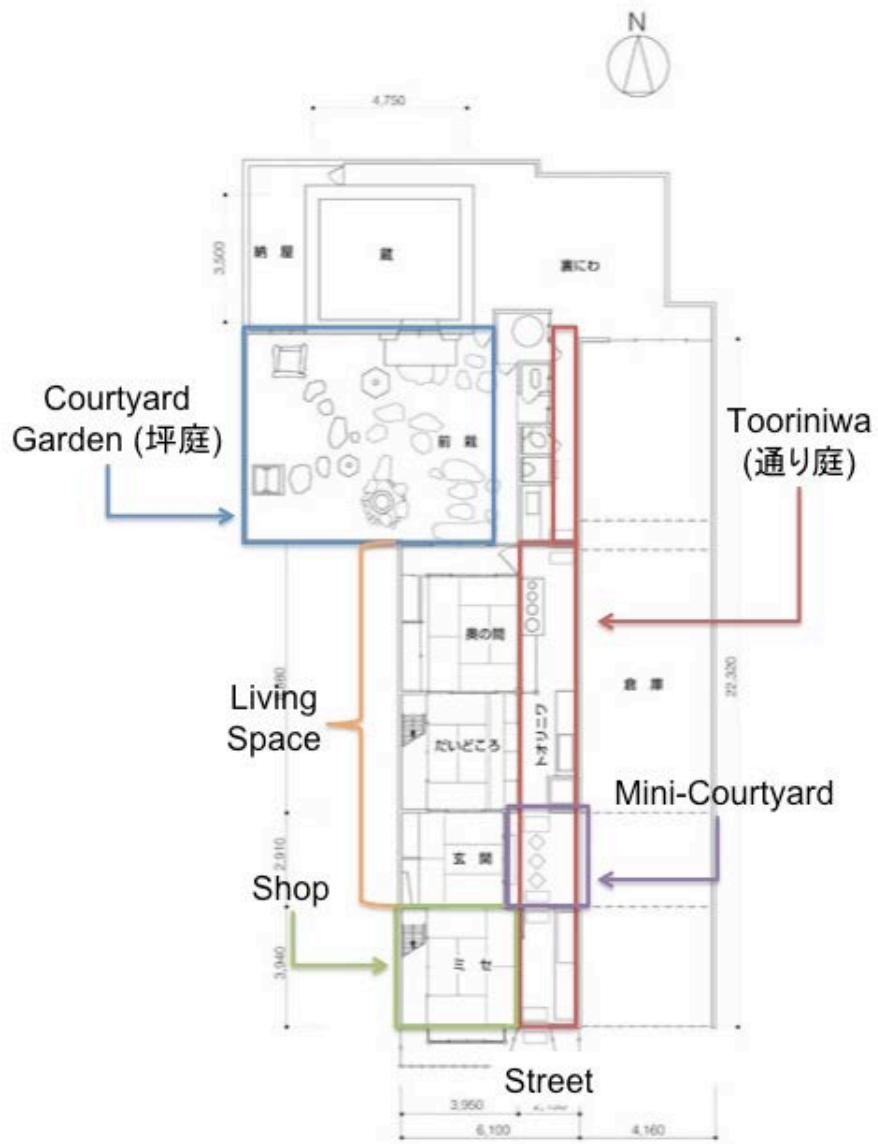 N
4,750
3,500
納屋
蔵
裏にわ
Courtyard
Garden (坪庭)
前栽
Tooriniwa
(通り庭)
奥の間
Living
Space
だいどころ
トオリニワ
倉庫
22,320
Mini-Courtyard
2,910
玄関
Shop
3,940
ミセ
Street
3,950
6,100
4,160